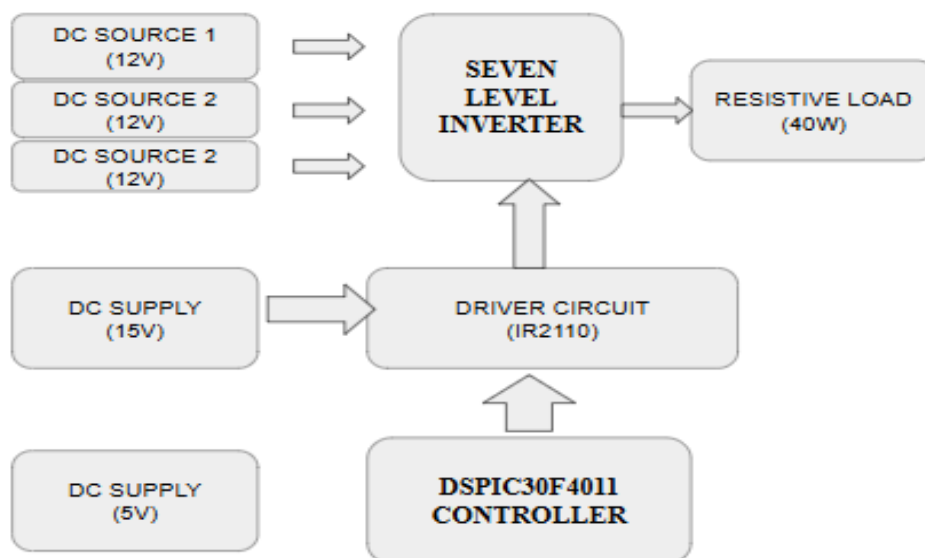 DC SOURCE 1
(12V)
DC SOURCE 2
(12V)
DC SOURCE 2
(12V)
SEVEN
LEVEL
INVERTER
RESISTIVE LOAD
(40W)
DC SUPPLY
(15V)
DRIVER CIRCUIT
(IR2110)
DC SUPPLY
(5V)
DSPIC30F4011
CONTROLLER